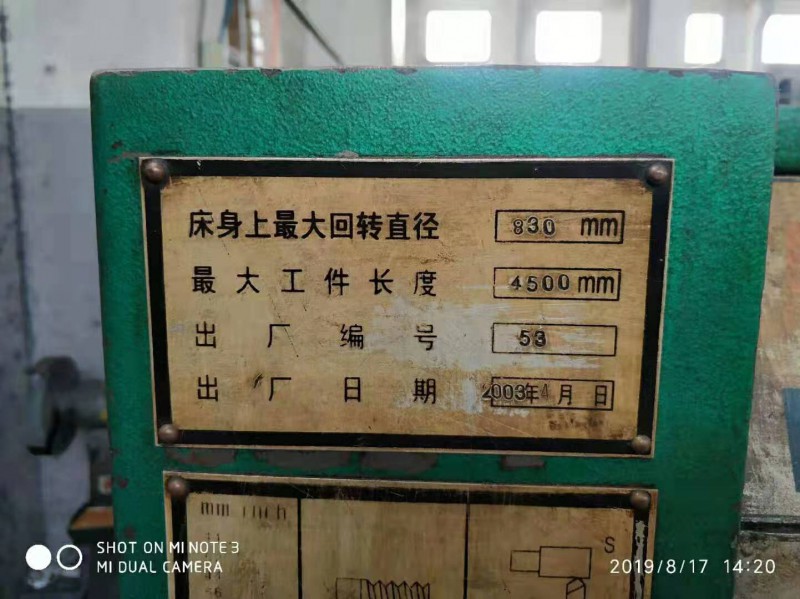 床身上最大回转直径 830 mm
最大工件长度 4500mm
出厂编号 53
出厂日期 2003年4月 日
mm inch
S
SHOT ON MI NOTE 3
MI DUAL CAMERA
2019/8/17 14:20